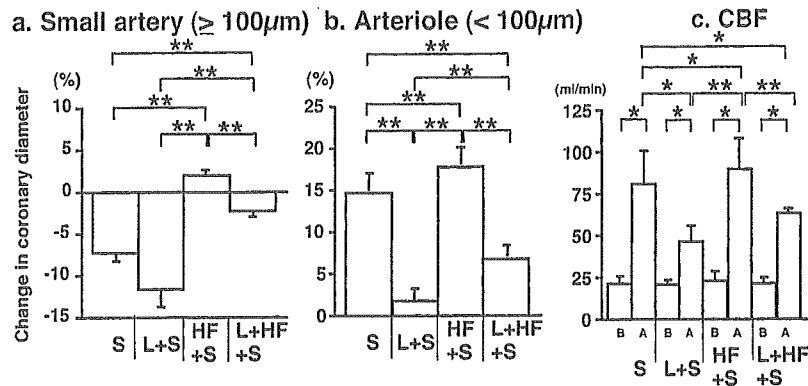 a. Small artery (≥ 100µm) b. Arteriole (< 100µm) c. CBF
(%)
10
5
0
-5
-10
-15
Change in coronary diameter
**
**
**
** **
S L+S HF +S L+HF +S
(%)
25
20
15
10
5
0
**
**
**
** ** **
S L+S HF +S L+HF +S
(ml/min)
125
100
75
50
25
0
*
*
* ** **
* * * *
B A B A B A B A
S L+S HF +S L+HF +S